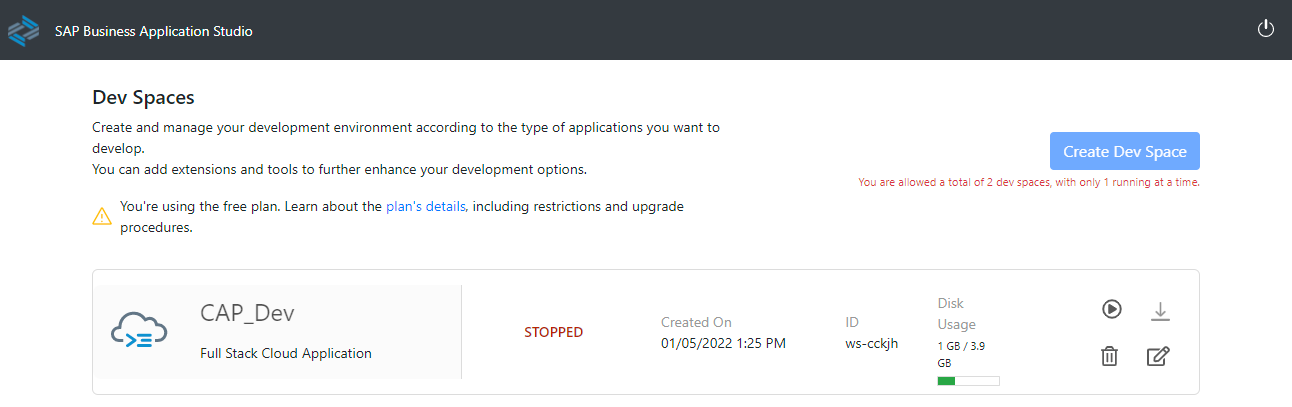 SAP Business Application Studio
Dev Spaces
Create and manage your development environment according to the type of applications you want to
develop.
You can add extensions and tools to further enhance your development options.
Create Dev Space
You are allowed a total of 2 dev spaces, with only 1 running at a time.
You're using the free plan. Learn about the plan's details, including restrictions and upgrade
procedures.
CAP_Dev
Full Stack Cloud Application
STOPPED
Created On
01/05/2022 1:25 PM
ID
ws-cckjh
Disk
Usage
1 GB / 3.9
GB